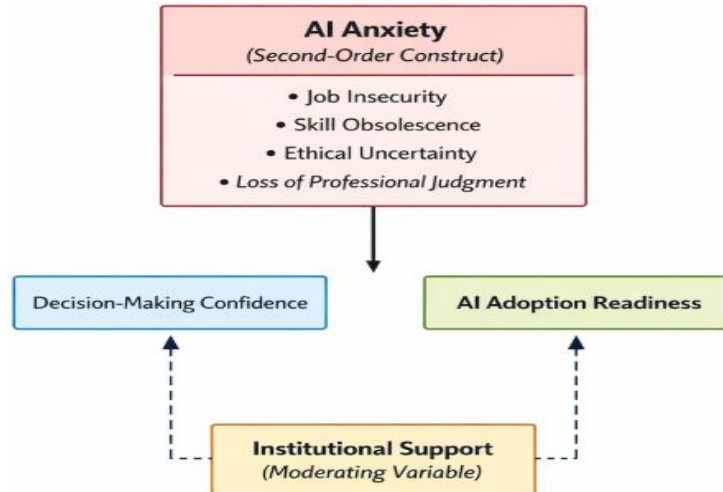 AI Anxiety
(Second-Order Construct)
• Job Insecurity
• Skill Obsolescence
• Ethical Uncertainty
• Loss of Professional Judgment
Decision-Making Confidence
AI Adoption Readiness
Institutional Support
(Moderating Variable)